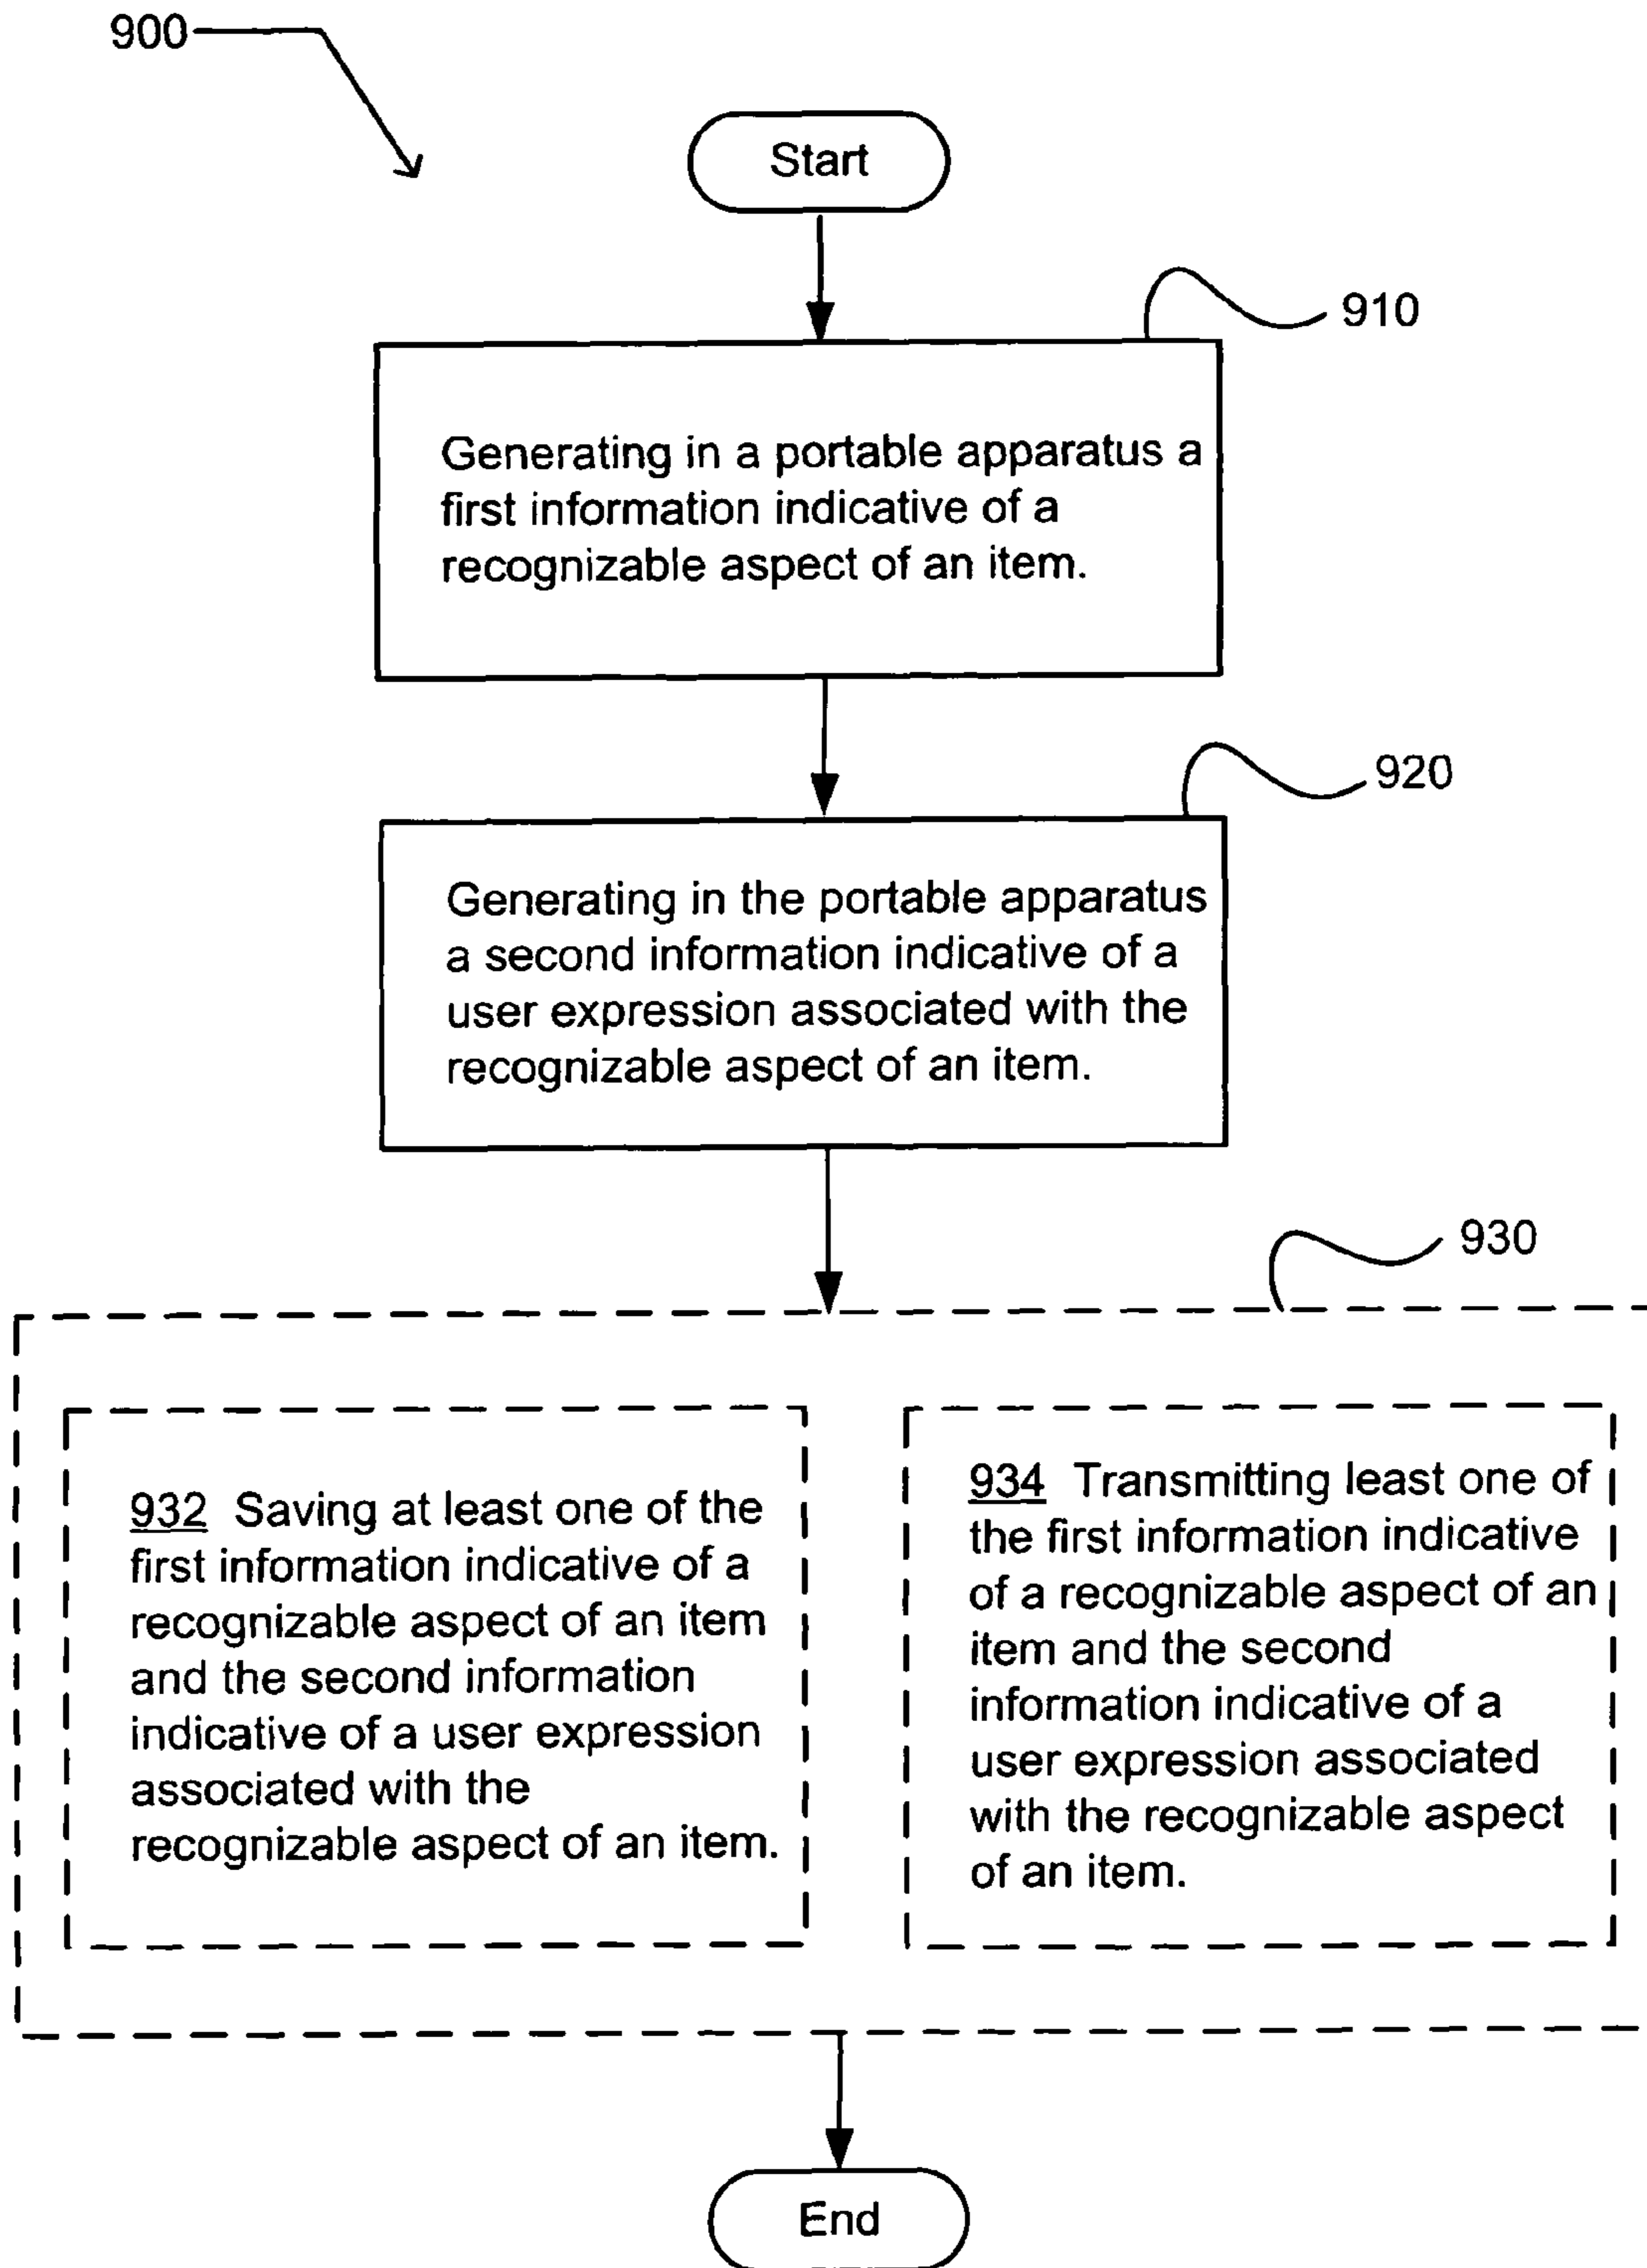 900
Start
910
Generating in a portable apparatus a
first information indicative of a
recognizable aspect of an item.
920
Generating in the portable apparatus
a second information indicative of a
user expression associated with the
recognizable aspect of an item.
930
932 Saving at least one of the
first information indicative of a
recognizable aspect of an item
and the second information
indicative of a user expression
associated with the
recognizable aspect of an item.
934 Transmitting least one of
the first information indicative
of a recognizable aspect of an
item and the second
information indicative of a
user expression associated
with the recognizable aspect
of an item.
End